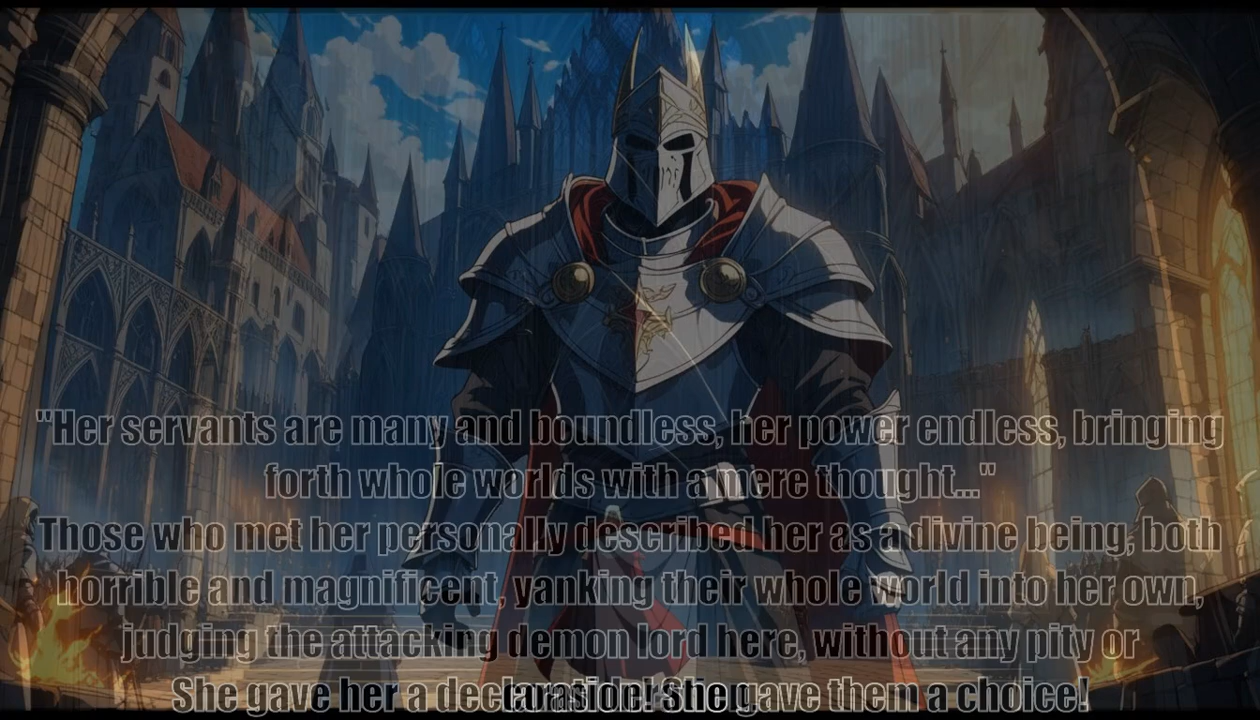 "Her servants are many and boundless, her power endless, bringing
forth whole worlds with a mere thought..."
Those who met her personally described her as a divine being, both
horrible and magnificent, yanking their whole world into her own,
judging the attacking demon lord here, without any pity or
She gave her a declaration! She gave them a choice!